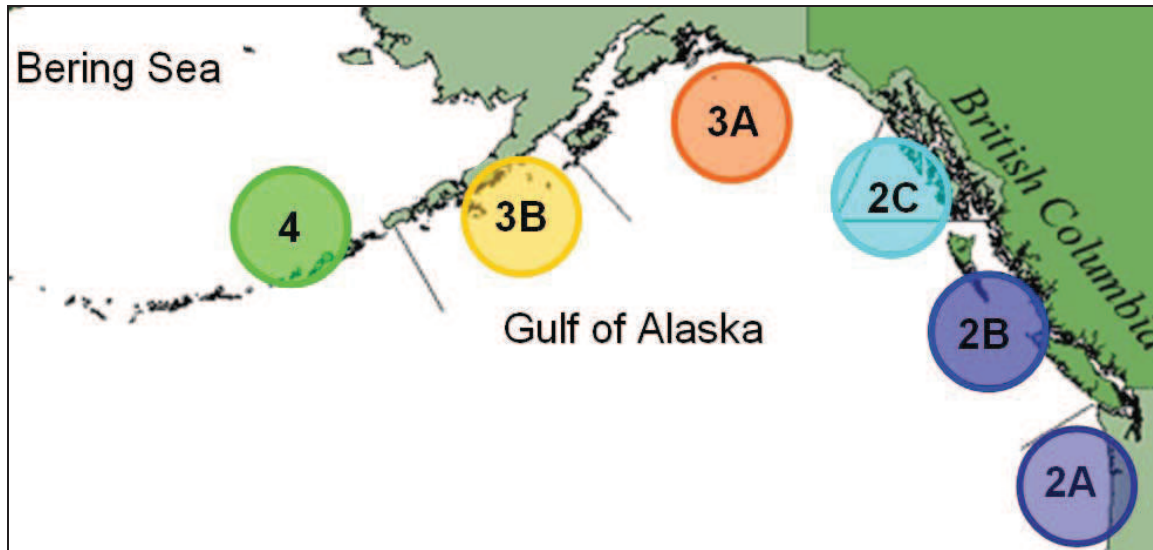 Bering Sea
3A
British Columbia
4
3B
2C
Gulf of Alaska
2B
2A